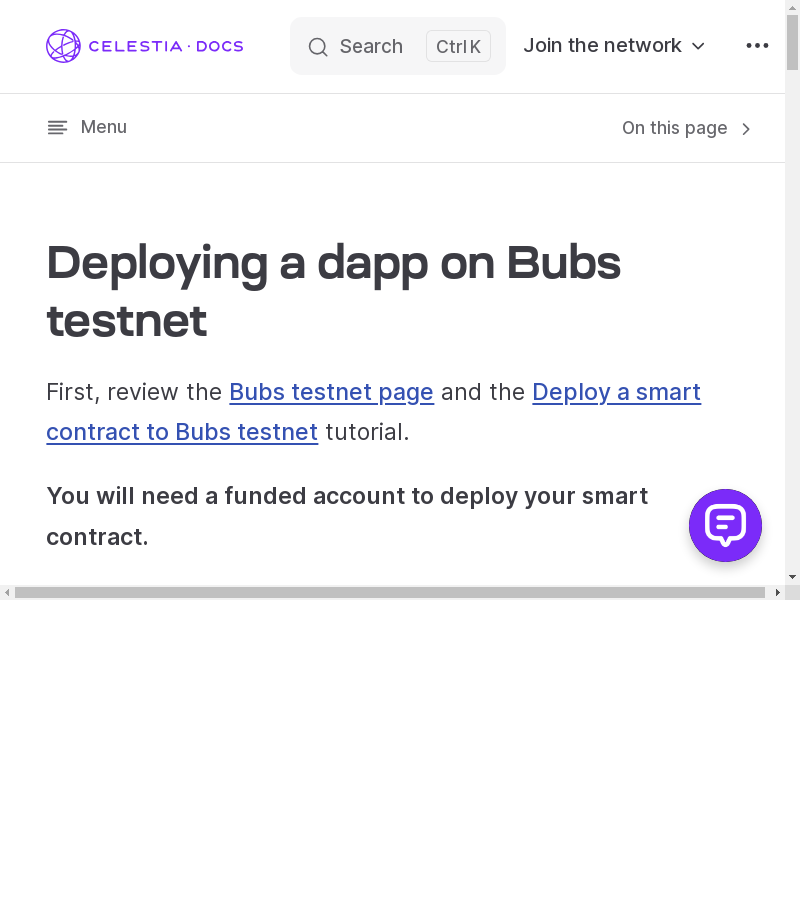 CELESTIA · DOCS
Search
Ctrl K
Join the network
Menu
On this page
Deploying a dapp on Bubs
testnet
First, review the Bubs testnet page and the Deploy a smart
contract to Bubs testnet tutorial.
You will need a funded account to deploy your smart
contract.